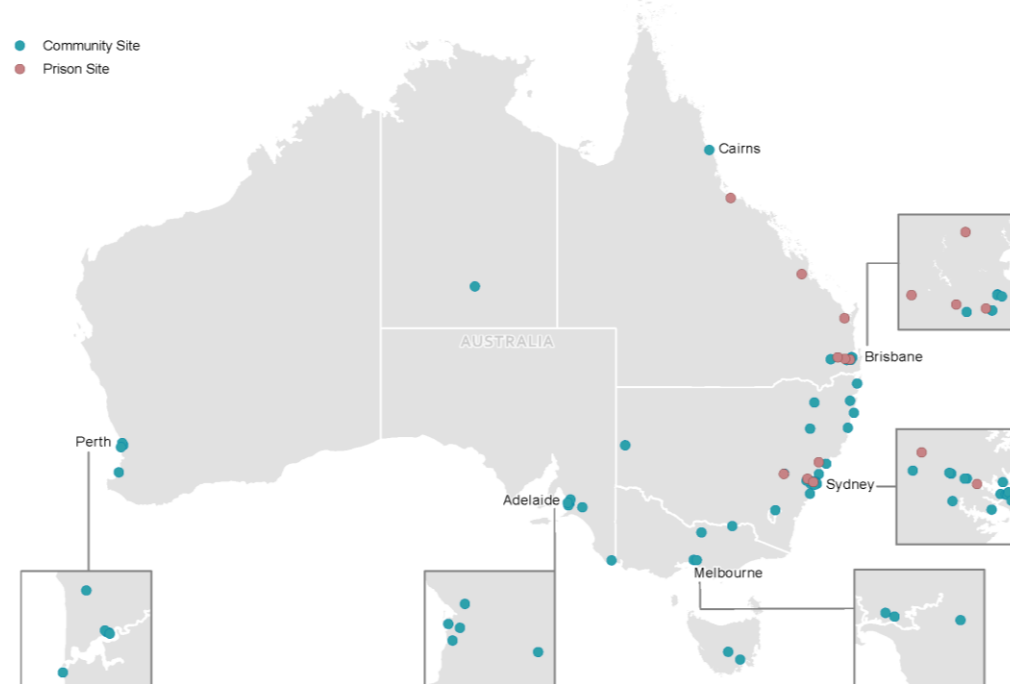 Community Site
Prison Site
Cairns
AUSTRALIA
Brisbane
Perth
Sydney
Adelaide
Melbourne